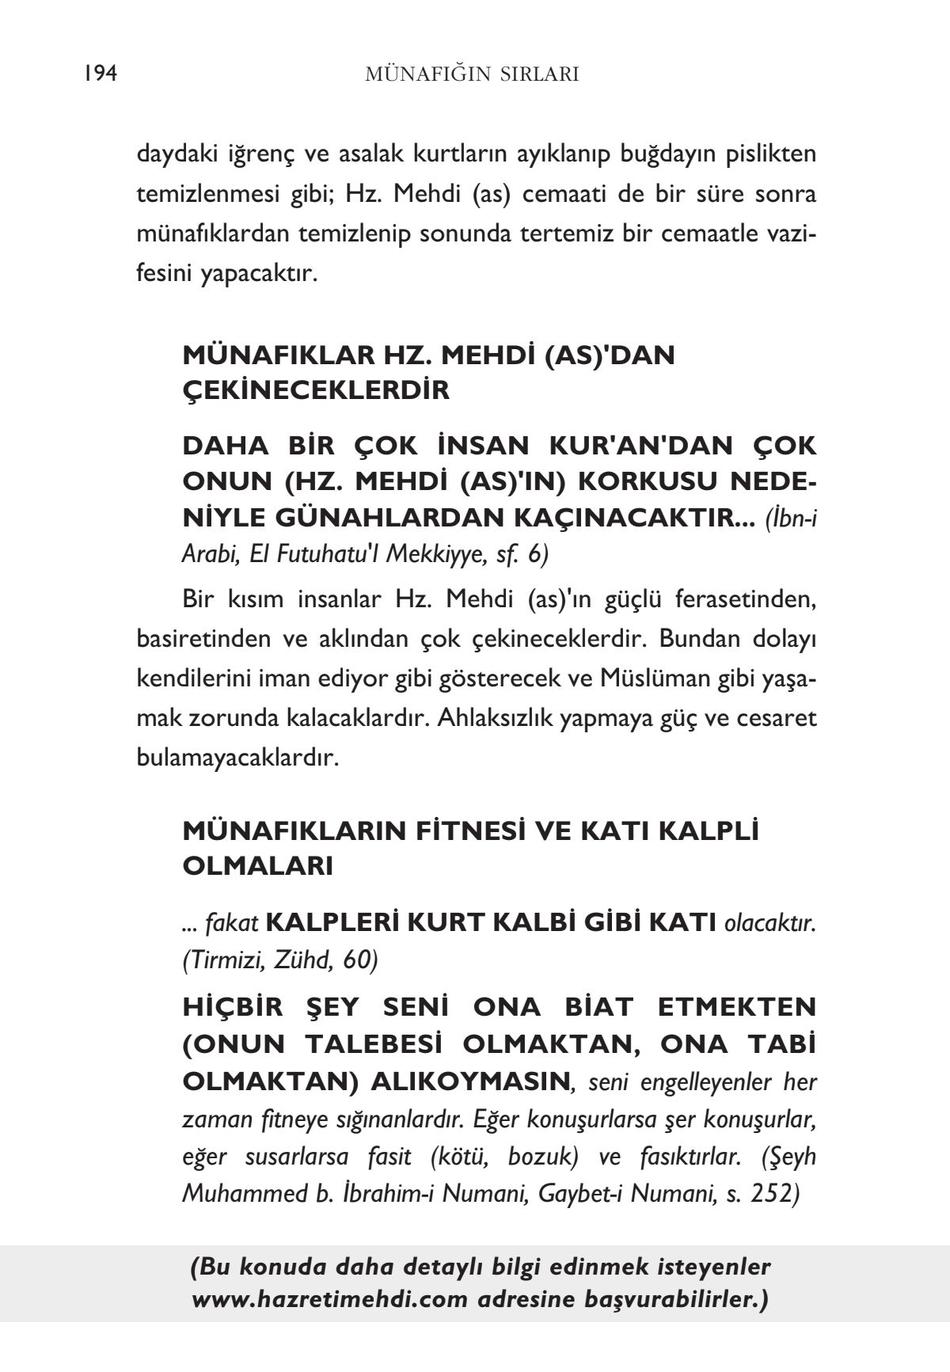 194
MÜNAFIĞIN SIRLARI
daydaki iğrenç ve asalak kurtların ayıklanıp buğdayın pislikten
temizlenmesi gibi; Hz. Mehdi (as) cemaati de bir süre sonra
münafıklardan temizlenip sonunda tertemiz bir cemaatle vazi-
fesini yapacaktır.
MÜNAFIKLAR HZ. MEHDİ (AS)'DAN
ÇEKİNECEKLERDİR
DAHA BİR ÇOK İNSAN KUR'AN'DAN ÇOK
ONUN (HZ. MEHDİ (AS)'IN) KORKUSU NEDE-
NİYLE GÜNAHLARDAN KAÇINACAKTIR... (İbn-i
Arabi, El Futuhatu'l Mekkiyye, sf. 6)
Bir kısım insanlar Hz. Mehdi (as)'ın güçlü ferasetinden,
basiretinden ve aklından çok çekineceklerdir. Bundan dolayı
kendilerini iman ediyor gibi gösterecek ve Müslüman gibi yaşa-
mak zorunda kalacaklardır. Ahlaksızlık yapmaya güç ve cesaret
bulamayacaklardır.
MÜNAFIKLARIN FİTNESİ VE KATI KALPLİ
OLMALARI
... fakat KALPLERİ KURT KALBİ GİBİ KATI olacaktır.
(Tirmizi, Zühd, 60)
HİÇBİR ŞEY SENİ ONA BİAT ETMEKTEN
(ONUN TALEBESİ OLMAKTAN, ONA TABİ
OLMAKTAN) ALIKOYMASIN, seni engelleyenler her
zaman fitneye sığınanlardır. Eğer konuşurlarsa şer konuşurlar,
eğer susarlarsa fasit (kötü, bozuk) ve fasıktırlar. (Şeyh
Muhammed b. İbrahim-i Numani, Gaybet-i Numani, s. 252)
(Bu konuda daha detaylı bilgi edinmek isteyenler
www.hazretimehdi.com adresine başvurabilirler.)